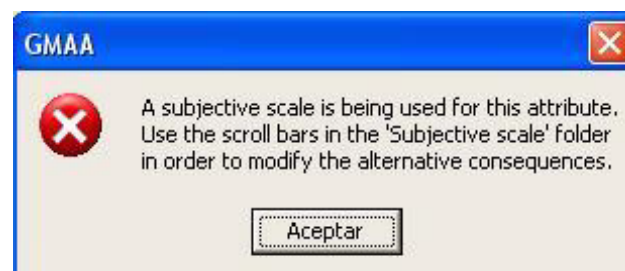 GMAA
A subjective scale is being used for this attribute.
Use the scroll bars in the 'Subjective scale' folder
in order to modify the alternative consequences.
Aceptar